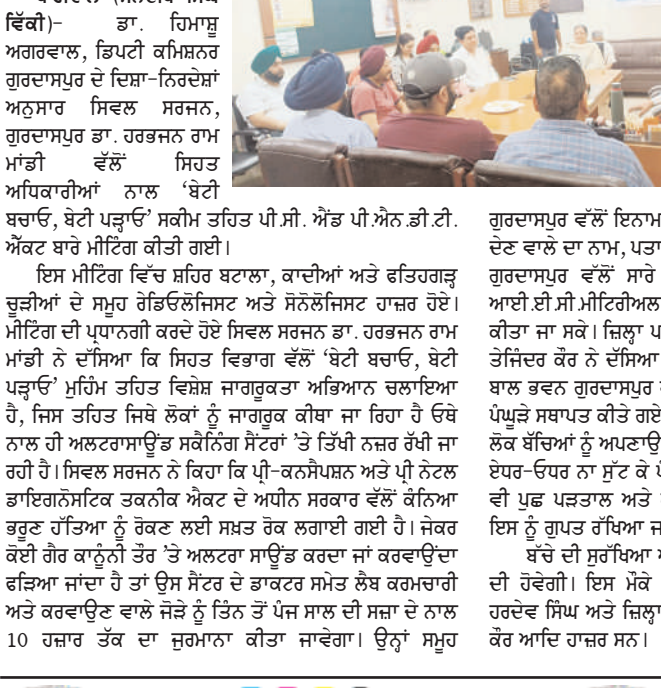 ਵਿੱਕੀ)- ਡਾ. ਹਿਮਾਸ਼ੂ
ਅਗਰਵਾਲ, ਡਿਪਟੀ ਕਮਿਸ਼ਨਰ
ਗੁਰਦਾਸਪੁਰ ਦੇ ਦਿਸ਼ਾ-ਨਿਰਦੇਸ਼ਾਂ
ਅਨੁਸਾਰ ਸਿਵਲ ਸਰਜਨ,
ਗੁਰਦਾਸਪੁਰ ਡਾ. ਹਰਭਜਨ ਰਾਮ
ਮਾਂਡੀ ਵੱਲੋਂ ਸਿਹਤ
ਅਧਿਕਾਰੀਆਂ ਨਾਲ ‘ਬੇਟੀ
ਬਚਾਓ, ਬੇਟੀ ਪੜ੍ਹਾਓ’ ਸਕੀਮ ਤਹਿਤ ਪੀ.ਸੀ. ਐਂਡ ਪੀ.ਐਨ.ਡੀ.ਟੀ.
ਐੱਕਟ ਬਾਰੇ ਮੀਟਿੰਗ ਕੀਤੀ ਗਈ।
ਇਸ ਮੀਟਿੰਗ ਵਿੱਚ ਸ਼ਹਿਰ ਬਟਾਲਾ, ਕਾਦੀਆਂ ਅਤੇ ਫਤਿਹਗੜ੍ਹ
ਚੂੜੀਆਂ ਦੇ ਸਮੂਹ ਰੇਡਿਓਲੋਜਿਸਟ ਅਤੇ ਸੋਨੋਲੋਜਿਸਟ ਹਾਜ਼ਰ ਹੋਏ।
ਮੀਟਿੰਗ ਦੀ ਪ੍ਰਧਾਨਗੀ ਕਰਦੇ ਹੋਏ ਸਿਵਲ ਸਰਜਨ ਡਾ. ਹਰਭਜਨ ਰਾਮ
ਮਾਂਡੀ ਨੇ ਦੱਸਿਆ ਕਿ ਸਿਹਤ ਵਿਭਾਗ ਵੱਲੋਂ ‘ਬੇਟੀ ਬਚਾਓ, ਬੇਟੀ
ਪੜ੍ਹਾਓ’ ਮੁਹਿੰਮ ਤਹਿਤ ਵਿਸ਼ੇਸ਼ ਜਾਗਰੂਕਤਾ ਅਭਿਆਨ ਚਲਾਇਆ
ਹੈ, ਜਿਸ ਤਹਿਤ ਜਿਥੇ ਲੋਕਾਂ ਨੂੰ ਜਾਗਰੂਕ ਕੀਥਾ ਜਾ ਰਿਹਾ ਹੈ ਓਥੇ
ਨਾਲ ਹੀ ਅਲਟਰਾਸਾਊਂਡ ਸਕੈਨਿੰਗ ਸੈਂਟਰਾਂ ’ਤੇ ਤਿੱਖੀ ਨਜ਼ਰ ਰੱਖੀ ਜਾ
ਰਹੀ ਹੈ। ਸਿਵਲ ਸਰਜਨ ਨੇ ਕਿਹਾ ਕਿ ਪ੍ਰੀ-ਕਨਸੈਪਸ਼ਨ ਅਤੇ ਪ੍ਰੀ ਨੇਟਲ
ਡਾਇਗਨੋਸਟਿਕ ਤਕਨੀਕ ਐਕਟ ਦੇ ਅਧੀਨ ਸਰਕਾਰ ਵੱਲੋਂ ਕੰਨਿਆ
ਭਰੂਣ ਹੱਤਿਆ ਨੂੰ ਰੋਕਣ ਲਈ ਸਖ਼ਤ ਰੋਕ ਲਗਾਈ ਗਈ ਹੈ। ਜੇਕਰ
ਕੋਈ ਗੈਰ ਕਾਨੂੰਨੀ ਤੌਰ ’ਤੇ ਅਲਟਰਾ ਸਾਊਂਡ ਕਰਦਾ ਜਾਂ ਕਰਵਾਉਂਦਾ
ਫੜਿਆ ਜਾਂਦਾ ਹੈ ਤਾਂ ਉਸ ਸੈਂਟਰ ਦੇ ਡਾਕਟਰ ਸਮੇਤ ਲੈਬ ਕਰਮਚਾਰੀ
ਅਤੇ ਕਰਵਾਉਣ ਵਾਲੇ ਜੋੜੇ ਨੂੰ ਤਿੰਨ ਤੋਂ ਪੰਜ ਸਾਲ ਦੀ ਸਜ਼ਾ ਦੇ ਨਾਲ
10 ਹਜ਼ਾਰ ਤੱਕ ਦਾ ਜੁਰਮਾਨਾ ਕੀਤਾ ਜਾਵੇਗਾ। ਉਨ੍ਹਾਂ ਸਮੂਹ
ਗੁਰਦਾਸਪੁਰ ਵੱਲੋਂ ਇਨਾਮ
ਦੇਣ ਵਾਲੇ ਦਾ ਨਾਮ, ਪਤਾ
ਗੁਰਦਾਸਪੁਰ ਵੱਲੋਂ ਸਾਰੇ
ਆਈ.ਈ.ਸੀ.ਮੀਟਿਰੀਅਲ
ਕੀਤਾ ਜਾ ਸਕੇ। ਜ਼ਿਲ੍ਹਾ
ਤੇਜਿੰਦਰ ਕੌਰ ਨੇ ਦੱਸਿਆ
ਬਾਲ ਭਵਨ ਗੁਰਦਾਸਪੁਰ
ਪੰਘੂੜੇ ਸਥਾਪਤ ਕੀਤੇ ਗਏ
ਲੋਕ ਬੱਚਿਆਂ ਨੂੰ ਅਪਣਾਉ
ਏਧਰ-ਓਧਰ ਨਾ ਸੁੱਟ ਕੇ
ਵੀ ਪੁਛ ਪੜਤਾਲ ਅਤੇ
ਇਸ ਨੂੰ ਗੁਪਤ ਰੱਖਿਆ ਜ
ਬੱਚੇ ਦੀ ਸੁਰੱਖਿਆ
ਦੀ ਹੋਵੇਗੀ। ਇਸ ਮੌਕੇ
ਹਰਦੇਵ ਸਿੰਘ ਅਤੇ ਜ਼ਿਲ੍ਹਾ
ਕੌਰ ਆਦਿ ਹਾਜ਼ਰ ਸਨ।